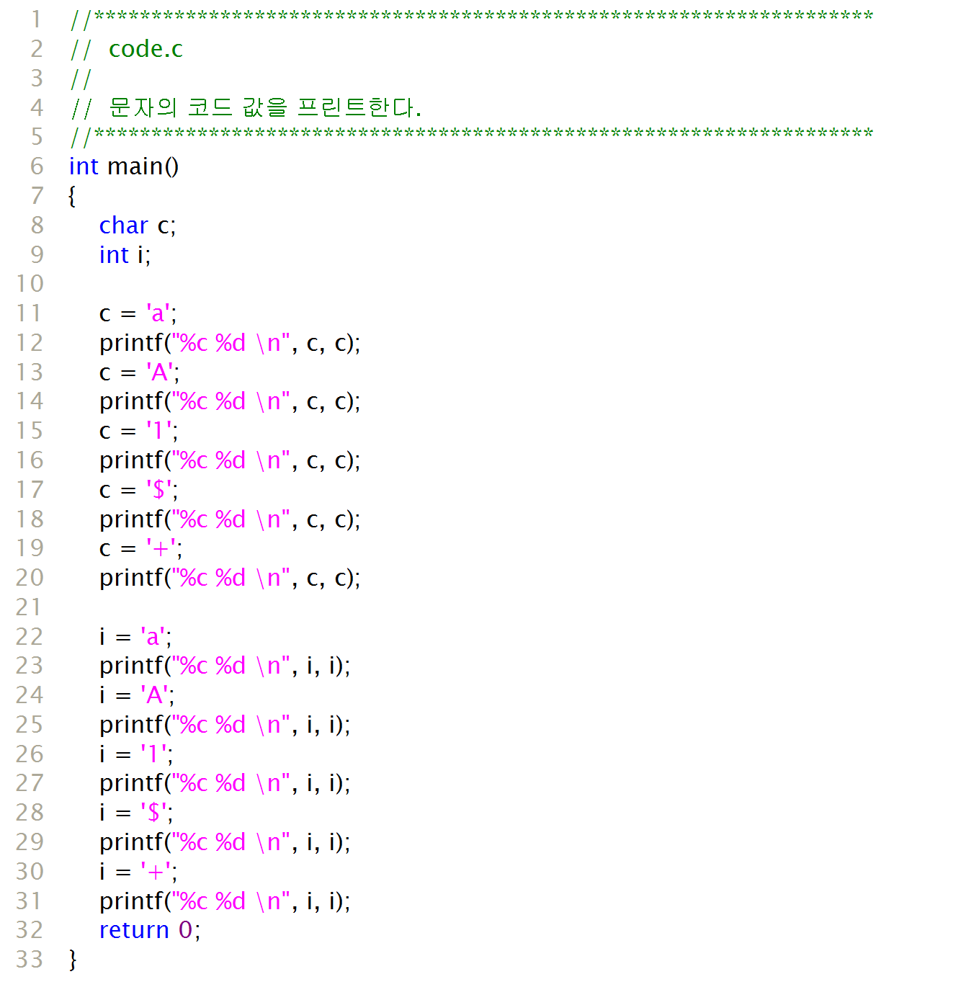 1 //********************************************************************
2 // code.c
3 //
4 // 문자의 코드 값을 프린트한다.
5 //********************************************************************
6 int main()
7 {
8 char c;
9 int i;
10
11 c = 'a';
12 printf("%c %d \n", c, c);
13 c = 'A';
14 printf("%c %d \n", c, c);
15 c = '1';
16 printf("%c %d \n", c, c);
17 c = '$';
18 printf("%c %d \n", c, c);
19 c = '+';
20 printf("%c %d \n", c, c);
21
22 i = 'a';
23 printf("%c %d \n", i, i);
24 i = 'A';
25 printf("%c %d \n", i, i);
26 i = '1';
27 printf("%c %d \n", i, i);
28 i = '$';
29 printf("%c %d \n", i, i);
30 i = '+';
31 printf("%c %d \n", i, i);
32 return 0;
33 }